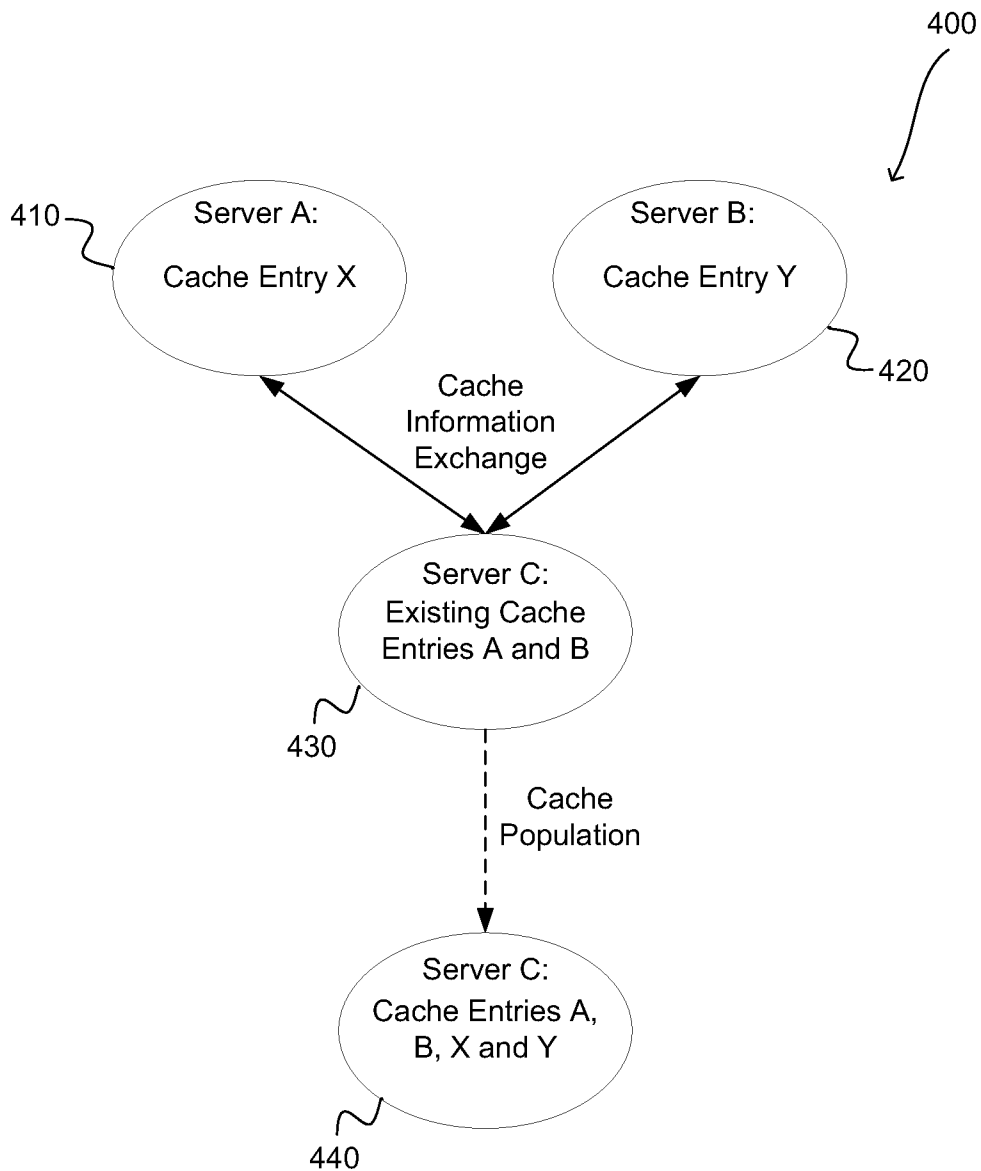 400
410
Server A:
Cache Entry X
Server B:
Cache Entry Y
420
Cache
Information
Exchange
Server C:
Existing Cache
Entries A and B
430
Cache
Population
Server C:
Cache Entries A,
B, X and Y
440